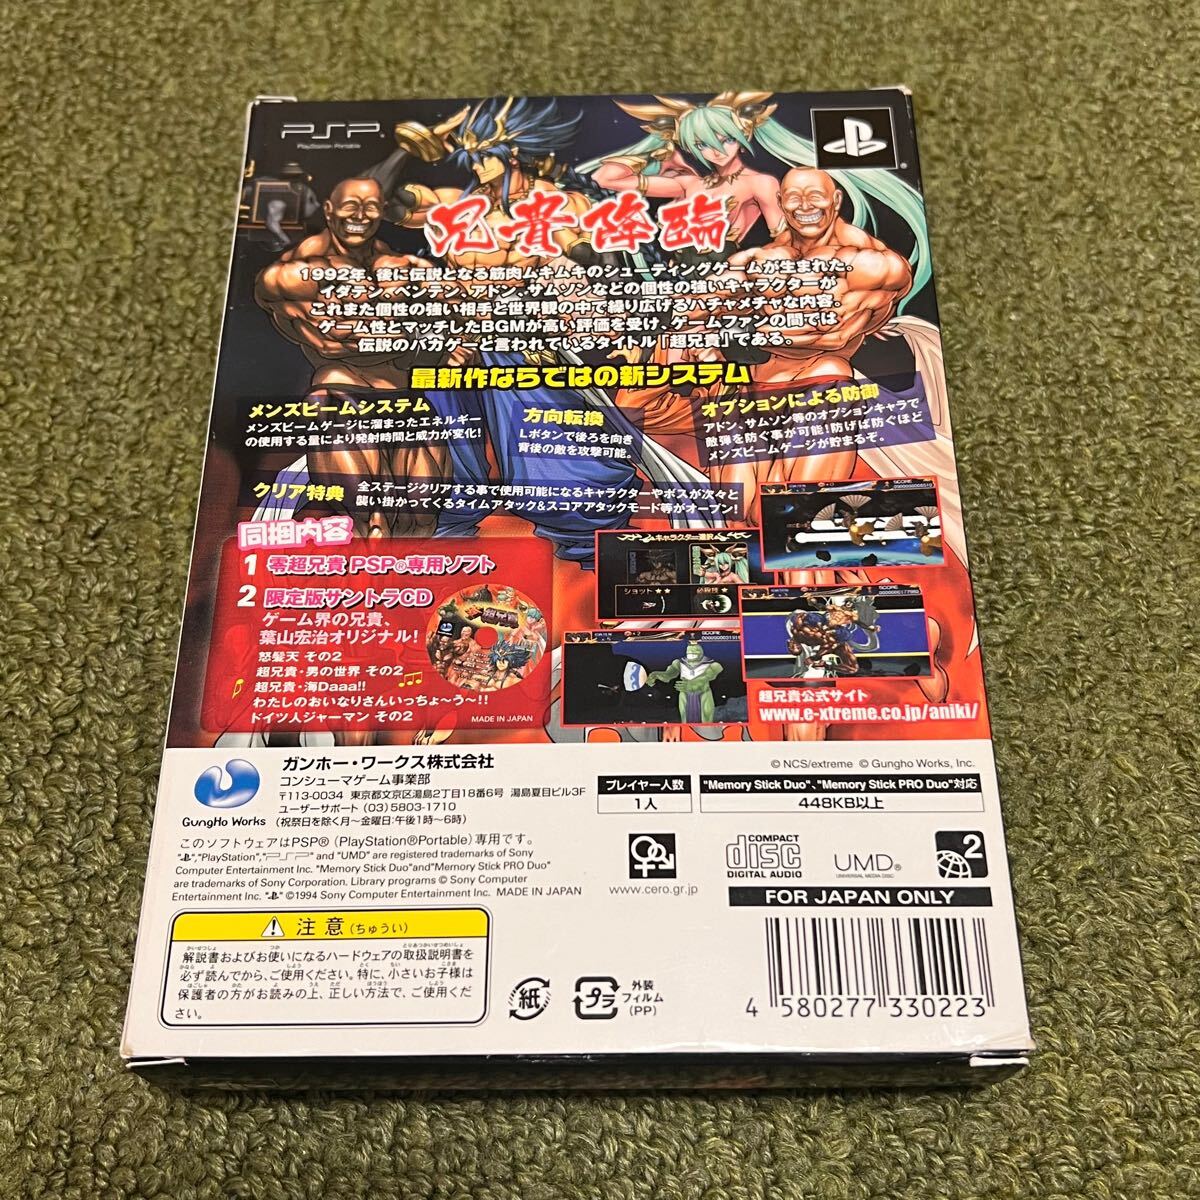 PSP
PlayStation Portable
兄貴降臨
1992年、後に伝説となる筋肉ムキムキのシューティングゲームが生まれた。
イダテン、ベンテン、アドン、サムソンなどの個性の強いキャラクターが
これまた個性の強い相手と世界観の中で繰り広げるハチャメチャな内容。
ゲーム性とマッチしたBGMが高い評価を受け、ゲームファンの間では
伝説のバカゲーと言われているタイトル「超兄貴」である。
最新作ならではの新システム
メンズビームシステム
メンズビームゲージに溜まったエネルギー
の使用する量により発射時間と威力が変化!
方向転換
Lボタンで後ろを向き
背後の敵を攻撃可能。
オプションによる防御
アドン、サムソン等のオプションキャラで
敵弾を防ぐ事が可能!防げば防ぐほど
メンズビームゲージが貯まるぞ。
クリア特典
全ステージクリアする事で使用可能になるキャラクターやボスが次々と
襲い掛かってくるタイムアタック&スコアアタックモード等がオープン!
同梱内容
1 零超兄貴 PSP®専用ソフト
2 限定版サントラCD
ゲーム界の兄貴、
葉山宏治オリジナル!
怒髪天 その2
超兄貴・男の世界 その2
超兄貴・海Daaa!!
わたしのおいなりさんいっちょ〜う〜!!
ドイツ人ジャーマン その2
MADE IN JAPAN
キャラクター選択
ショット★★
必殺技★
SCORE
SCORE
SCORE
超兄貴公式サイト
www.e-xtreme.co.jp/aniki/
GungHo Works
ガンホー・ワークス株式会社
コンシューマゲーム事業部
〒113-0034 東京都文京区湯島2丁目18番6号 湯島夏目ビル3F
ユーザーサポート (03)5803-1710
(祝祭日を除く月〜金曜日:午後1時〜6時)
© NCS/extreme © Gungho Works, Inc.
プレイヤー人数
1人
"Memory Stick Duo"、"Memory Stick PRO Duo"対応
448KB以上
このソフトウェアはPSP®(PlayStation®Portable)専用です。
","PlayStation","PSP" and "UMD" are registered trademarks of Sony
Computer Entertainment Inc. "Memory Stick Duo"and"Memory Stick PRO Duo"
are trademarks of Sony Corporation. Library programs © Sony Computer
Entertainment Inc. " " ©1994 Sony Computer Entertainment Inc. MADE IN JAPAN
www.cero.gr.jp
COMPACT
disc
DIGITAL AUDIO
UMD®
UNIVERSAL MEDIA DISC
2
FOR JAPAN ONLY
注意(ちゅうい)
解説書およびお使いになるハードウェアの取扱説明書を
必ず読んでから、ご使用ください。特に、小さいお子様は
保護者の方がお読みの上、正しい方法で、ご使用くだ
さい。
紙
プラ
外装
フィルム
(PP)
4 580277 330223